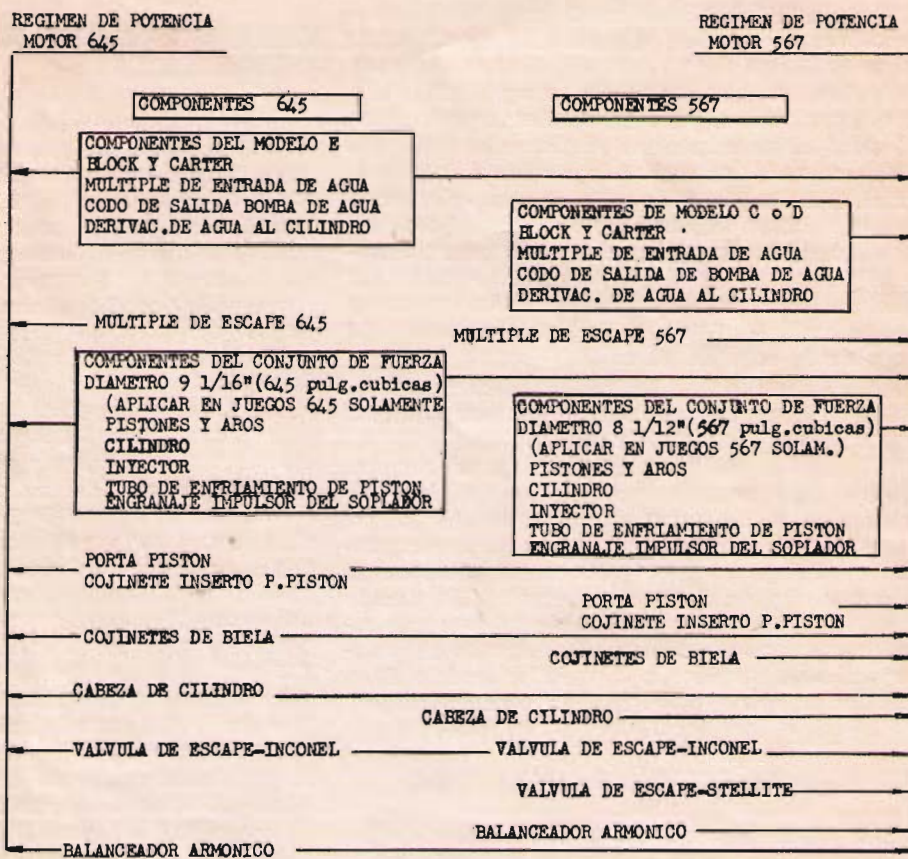 REGIMEN DE POTENCIA
MOTOR 645
REGIMEN DE POTENCIA
MOTOR 567
COMPONENTES 645
COMPONENTES 567
COMPONENTES DEL MODELO E
BLOCK Y CARTER
MULTIPLE DE ENTRADA DE AGUA
CODO DE SALIDA BOMBA DE AGUA
DERIVAC.DE AGUA AL CILINDRO
COMPONENTES DE MODELO C o´D
BLOCK Y CARTER
MULTIPLE DE ENTRADA DE AGUA
CODO DE SALIDA DE BOMBA DE AGUA
DERIVAC. DE AGUA AL CILINDRO
MULTIPLE DE ESCAPE 645
MULTIPLE DE ESCAPE 567
COMPONENTES DEL CONJUNTO DE FUERZA
DIAMETRO 9 1/16"(645 pulg.cubicas)
(APLICAR EN JUEGOS 645 SOLAMENTE
PISTONES Y AROS
CILINDRO
INYECTOR
TUBO DE ENFRIAMIENTO DE PISTON
ENGRANAJE IMPULSOR DEL SOPLADOR
COMPONENTES DEL CONJUNTO DE FUERZA
DIAMETRO 8 1/12"(567 pulg.cubicas)
(APLICAR EN JUEGOS 567 SOLAM.)
PISTONES Y AROS
CILINDRO
INYECTOR
TUBO DE ENFRIAMIENTO DE PISTON
ENGRANAJE IMPULSOR DEL SOPLADOR
PORTA PISTON
COJINETE INSERTO P.PISTON
PORTA PISTON
COJINETE INSERTO P.PISTON
COJINETES DE BIELA
COJINETES DE BIELA
CABEZA DE CILINDRO
CABEZA DE CILINDRO
VALVULA DE ESCAPE-INCONEL
VALVULA DE ESCAPE-INCONEL
VALVULA DE ESCAPE-STELLITE
BALANCEADOR ARMONICO
BALANCEADOR ARMONICO